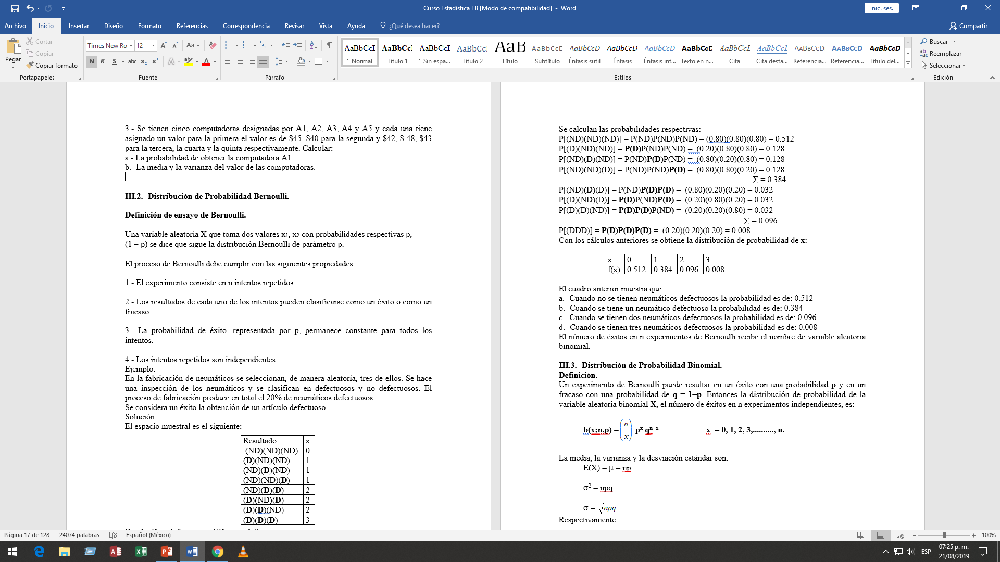 Curso Estadística EB [Modo de compatibilidad] - Word
Inic. ses.
Archivo Inicio Insertar Diseño Formato Referencias Correspondencia Revisar Vista Ayuda ¿Qué desea hacer? Compartir
Pegar
Cortar
Copiar
Copiar formato
Portapapeles
Times New Ro 12
N K S abc x₂ x²
Fuente
Párrafo
AaBbCcI AaBbCcI AaBbCcI AaBbCcI AaB AaBbCcD AaBbCcD AaBbCcD AaBbCcD AaBbCcD AaBbCcI AaBbCcI AABBCCD AABBCCD AaBbCcD
¶ Normal Título 1 ¶ Sin espa... Título 2 Título Subtítulo Énfasis sutil Énfasis Énfasis int... Texto en n... Cita Cita desta... Referencia... Referencia... Título del...
Estilos
Buscar
Reemplazar
Seleccionar
Edición
3.- Se tienen cinco computadoras designadas por A1, A2, A3, A4 y A5 y cada una tiene
asignado un valor para la primera el valor es de $45, $40 para la segunda y $42, $ 48, $43
para la tercera, la cuarta y la quinta respectivamente. Calcular:
a.- La probabilidad de obtener la computadora A1.
b.- La media y la varianza del valor de las computadoras.
III.2.- Distribución de Probabilidad Bernoulli.
Definición de ensayo de Bernoulli.
Una variable aleatoria X que toma dos valores x₁, x₂ con probabilidades respectivas p,
(1 – p) se dice que sigue la distribución Bernoulli de parámetro p.
El proceso de Bernoulli debe cumplir con las siguientes propiedades:
1.- El experimento consiste en n intentos repetidos.
2.- Los resultados de cada uno de los intentos pueden clasificarse como un éxito o como un
fracaso.
3.- La probabilidad de éxito, representada por p, permanece constante para todos los
intentos.
4.- Los intentos repetidos son independientes.
Ejemplo:
En la fabricación de neumáticos se seleccionan, de manera aleatoria, tres de ellos. Se hace
una inspección de los neumáticos y se clasifican en defectuosos y no defectuosos. El
proceso de fabricación produce en total el 20% de neumáticos defectuosos.
Se considera un éxito la obtención de un artículo defectuoso.
Solución:
El espacio muestral es el siguiente:
Resultado x
(ND)(ND)(ND) 0
(D)(ND)(ND) 1
(ND)(D)(ND) 1
(ND)(ND)(D) 1
(ND)(D)(D) 2
(D)(ND)(D) 2
(D)(D)(ND) 2
(D)(D)(D) 3
Se calculan las probabilidades respectivas:
P[(ND)(ND)(ND)] = P(ND)P(ND)P(ND) = (0.80)(0.80)(0.80) = 0.512
P[(D)(ND)(ND)] = P(D)P(ND)P(ND) = (0.20)(0.80)(0.80) = 0.128
P[(ND)(D)(ND)] = P(ND)P(D)P(ND) = (0.80)(0.20)(0.80) = 0.128
P[(ND)(ND)(D)] = P(ND)P(ND)P(D) = (0.80)(0.80)(0.20) = 0.128
∑ = 0.384
P[(ND)(D)(D)] = P(ND)P(D)P(D) = (0.80)(0.20)(0.20) = 0.032
P[(D)(ND)(D)] = P(D)P(ND)P(D) = (0.20)(0.80)(0.20) = 0.032
P[(D)(D)(ND)] = P(D)P(D)P(ND) = (0.20)(0.20)(0.80) = 0.032
∑ = 0.096
P[(DDD)] = P(D)P(D)P(D) = (0.20)(0.20)(0.20) = 0.008
Con los cálculos anteriores se obtiene la distribución de probabilidad de x:
x 0 1 2 3
f(x) 0.512 0.384 0.096 0.008
El cuadro anterior muestra que:
a.- Cuando no se tienen neumáticos defectuosos la probabilidad es de: 0.512
b.- Cuando se tiene un neumático defectuoso la probabilidad es de: 0.384
c.- Cuando se tienen dos neumáticos defectuosos la probabilidad es de: 0.096
d.- Cuando se tienen tres neumáticos defectuosos la probabilidad es de: 0.008
El número de éxitos en n experimentos de Bernoulli recibe el nombre de variable aleatoria
binomial.
III.3.- Distribución de Probabilidad Binomial.
Definición.
Un experimento de Bernoulli puede resultar en un éxito con una probabilidad p y en un
fracaso con una probabilidad de q = 1–p. Entonces la distribución de probabilidad de la
variable aleatoria binomial X, el número de éxitos en n experimentos independientes, es:
b(x;n,p) = (n x) pˣ qⁿ⁻ˣ x = 0, 1, 2, 3,.........., n.
La media, la varianza y la desviación estándar son:
E(X) = μ = np
σ² = npq
σ = √npq
Respectivamente.
Página 17 de 128 24074 palabras Español (México) 100%
ESP 07:25 p. m.
21/08/2019